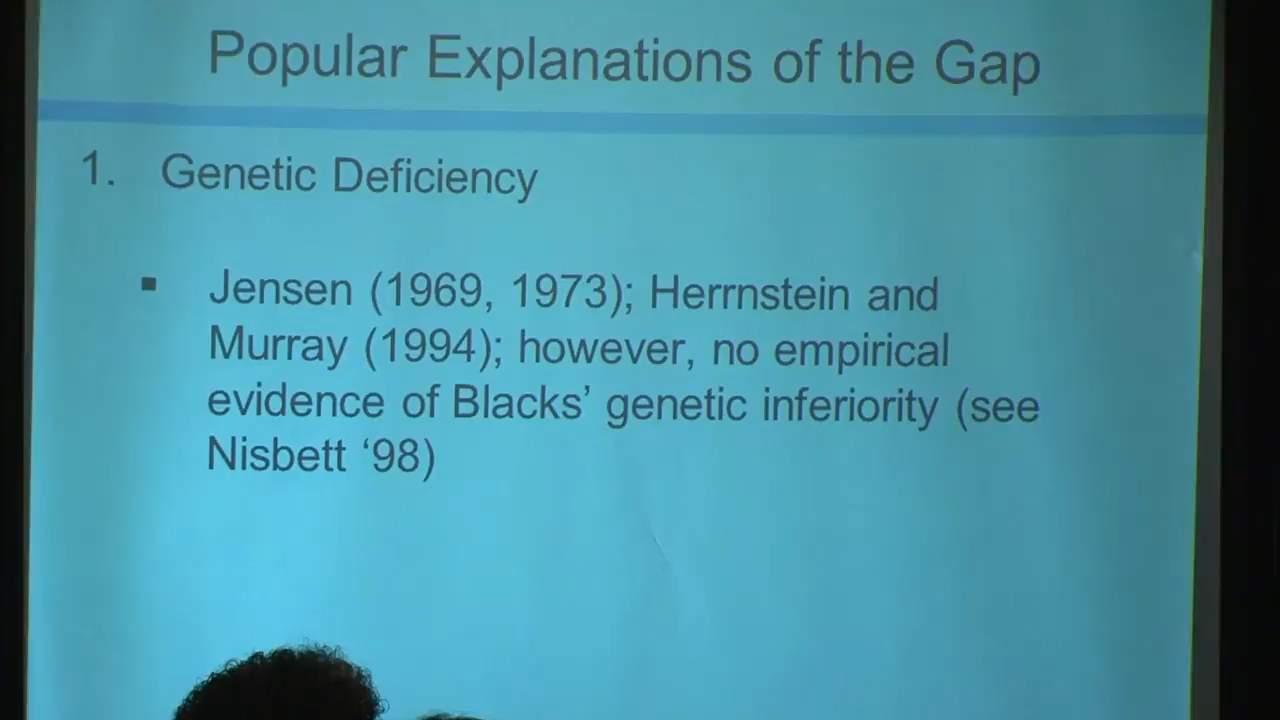 Popular Explanations of the Gap
1. Genetic Deficiency
▪ Jensen (1969, 1973); Herrnstein and
Murray (1994); however, no empirical
evidence of Blacks’ genetic inferiority (see
Nisbett ‘98)